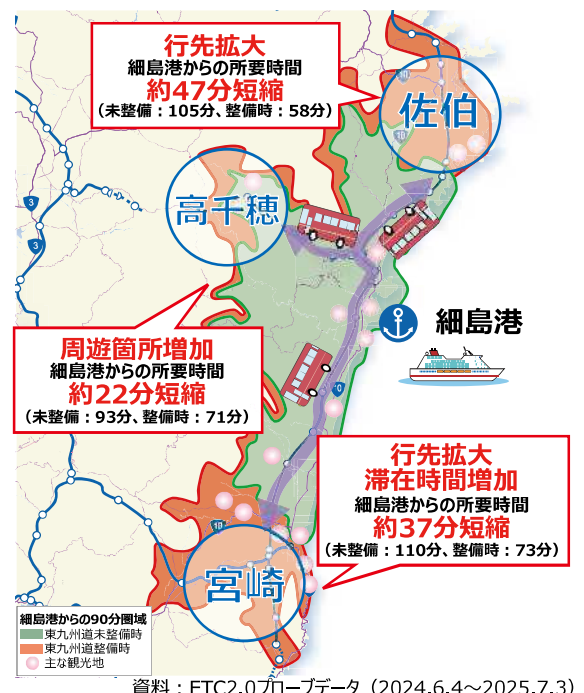 行先拡大
細島港からの所要時間
約47分短縮
（未整備：105分、整備時：58分）
佐伯
10
高千穂
3
3
細島港
周遊箇所増加
細島港からの所要時間
約22分短縮
（未整備：93分、整備時：71分）
10
行先拡大
滞在時間増加
細島港からの所要時間
約37分短縮
（未整備：110分、整備時：73分）
10
宮崎
細島港からの90分圏域
東九州道未整備時
東九州道整備時
主な観光地
資料：ETC2.0プローブデータ（2024.6.4～2025.7.3）